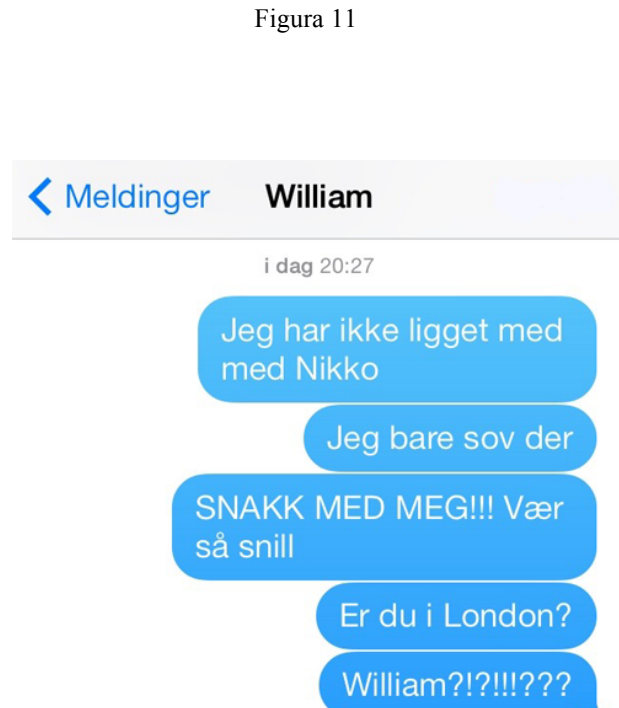 Figura 11
Meldinger William
i dag 20:27
Jeg har ikke ligget med
med Nikko
Jeg bare sov der
SNAKK MED MEG!!! Vær
så snill
Er du i London?
William?!?!!!???